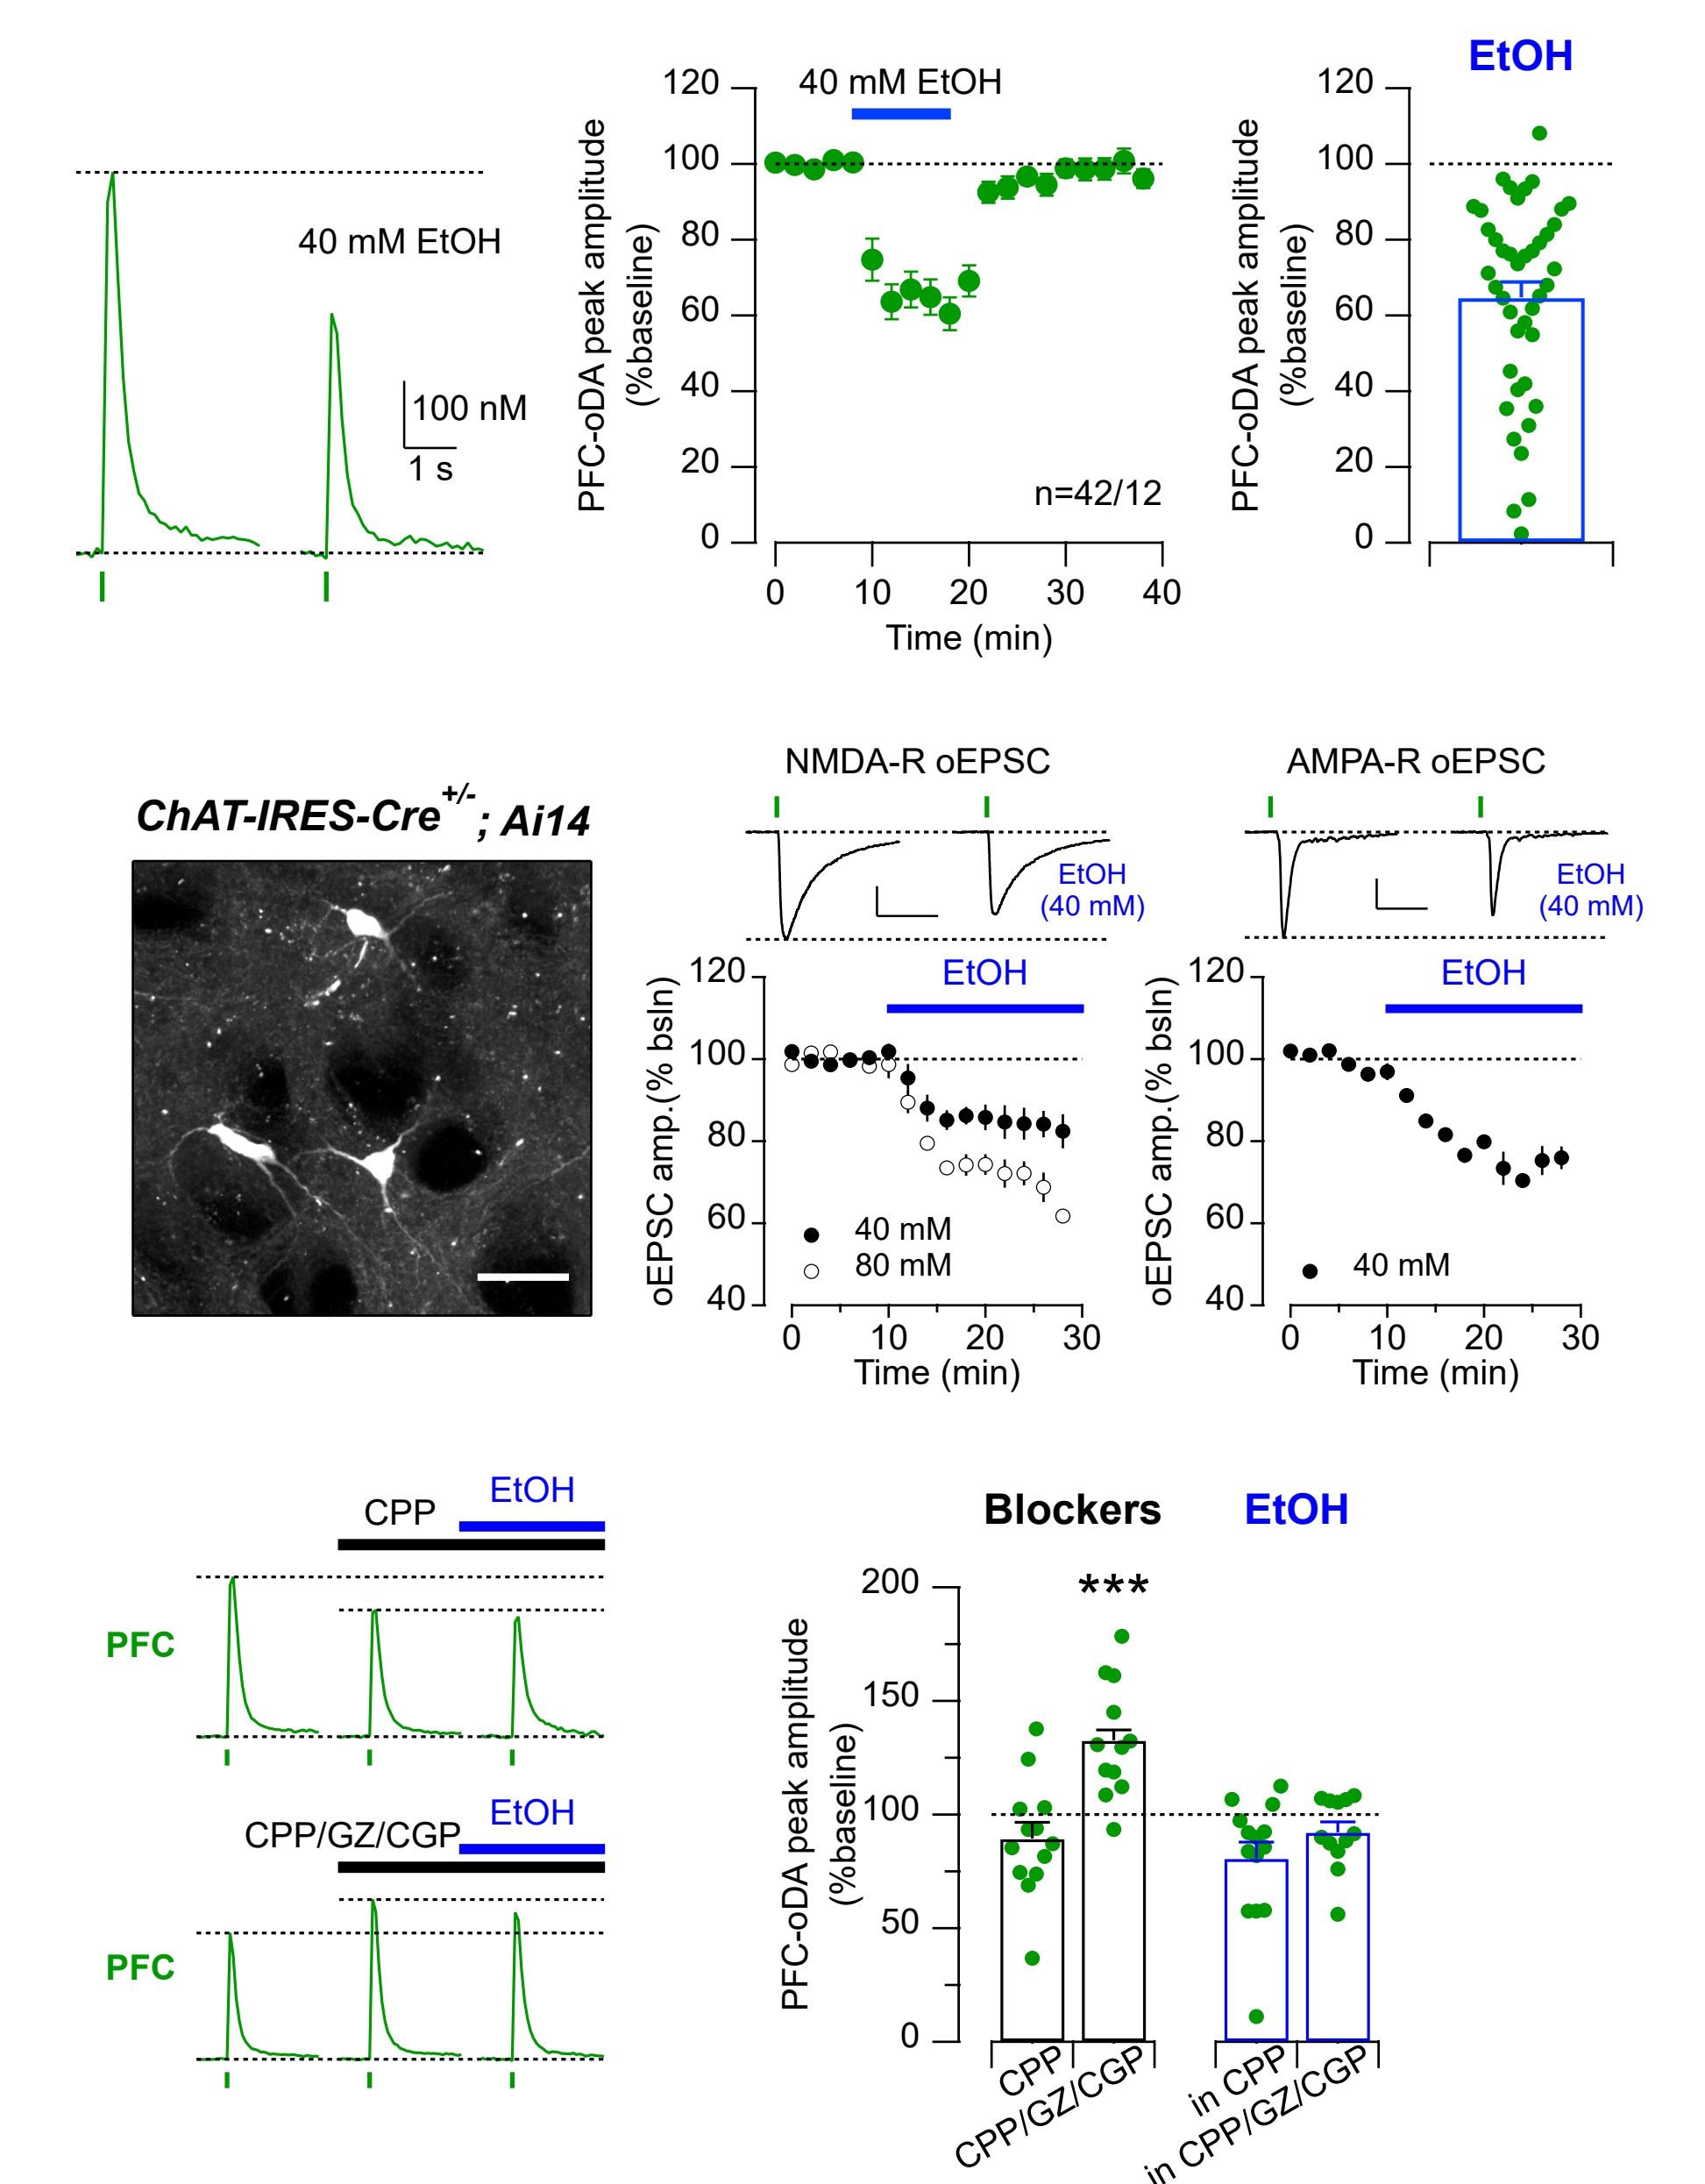 40 mM EtOH
100 nM
1 s
PFC-oDA peak amplitude
(%baseline)
120
100
80
60
40
20
0
40 mM EtOH
n=42/12
0 10 20 30 40
Time (min)
EtOH
PFC-oDA peak amplitude
(%baseline)
120
100
80
60
40
20
0
ChAT-IRES-Cre+/-; Ai14
NMDA-R oEPSC
EtOH
(40 mM)
EtOH
oEPSC amp.(% bsln)
120
100
80
60
40
40 mM
80 mM
0 10 20 30
Time (min)
AMPA-R oEPSC
EtOH
(40 mM)
EtOH
oEPSC amp.(% bsln)
120
100
80
60
40
40 mM
0 10 20 30
Time (min)
EtOH
CPP
PFC
EtOH
CPP/GZ/CGP
PFC
Blockers EtOH
PFC-oDA peak amplitude
(%baseline)
200
150
100
50
0
***
CPP
CPP/GZ/CGP
in CPP
in CPP/GZ/CGP